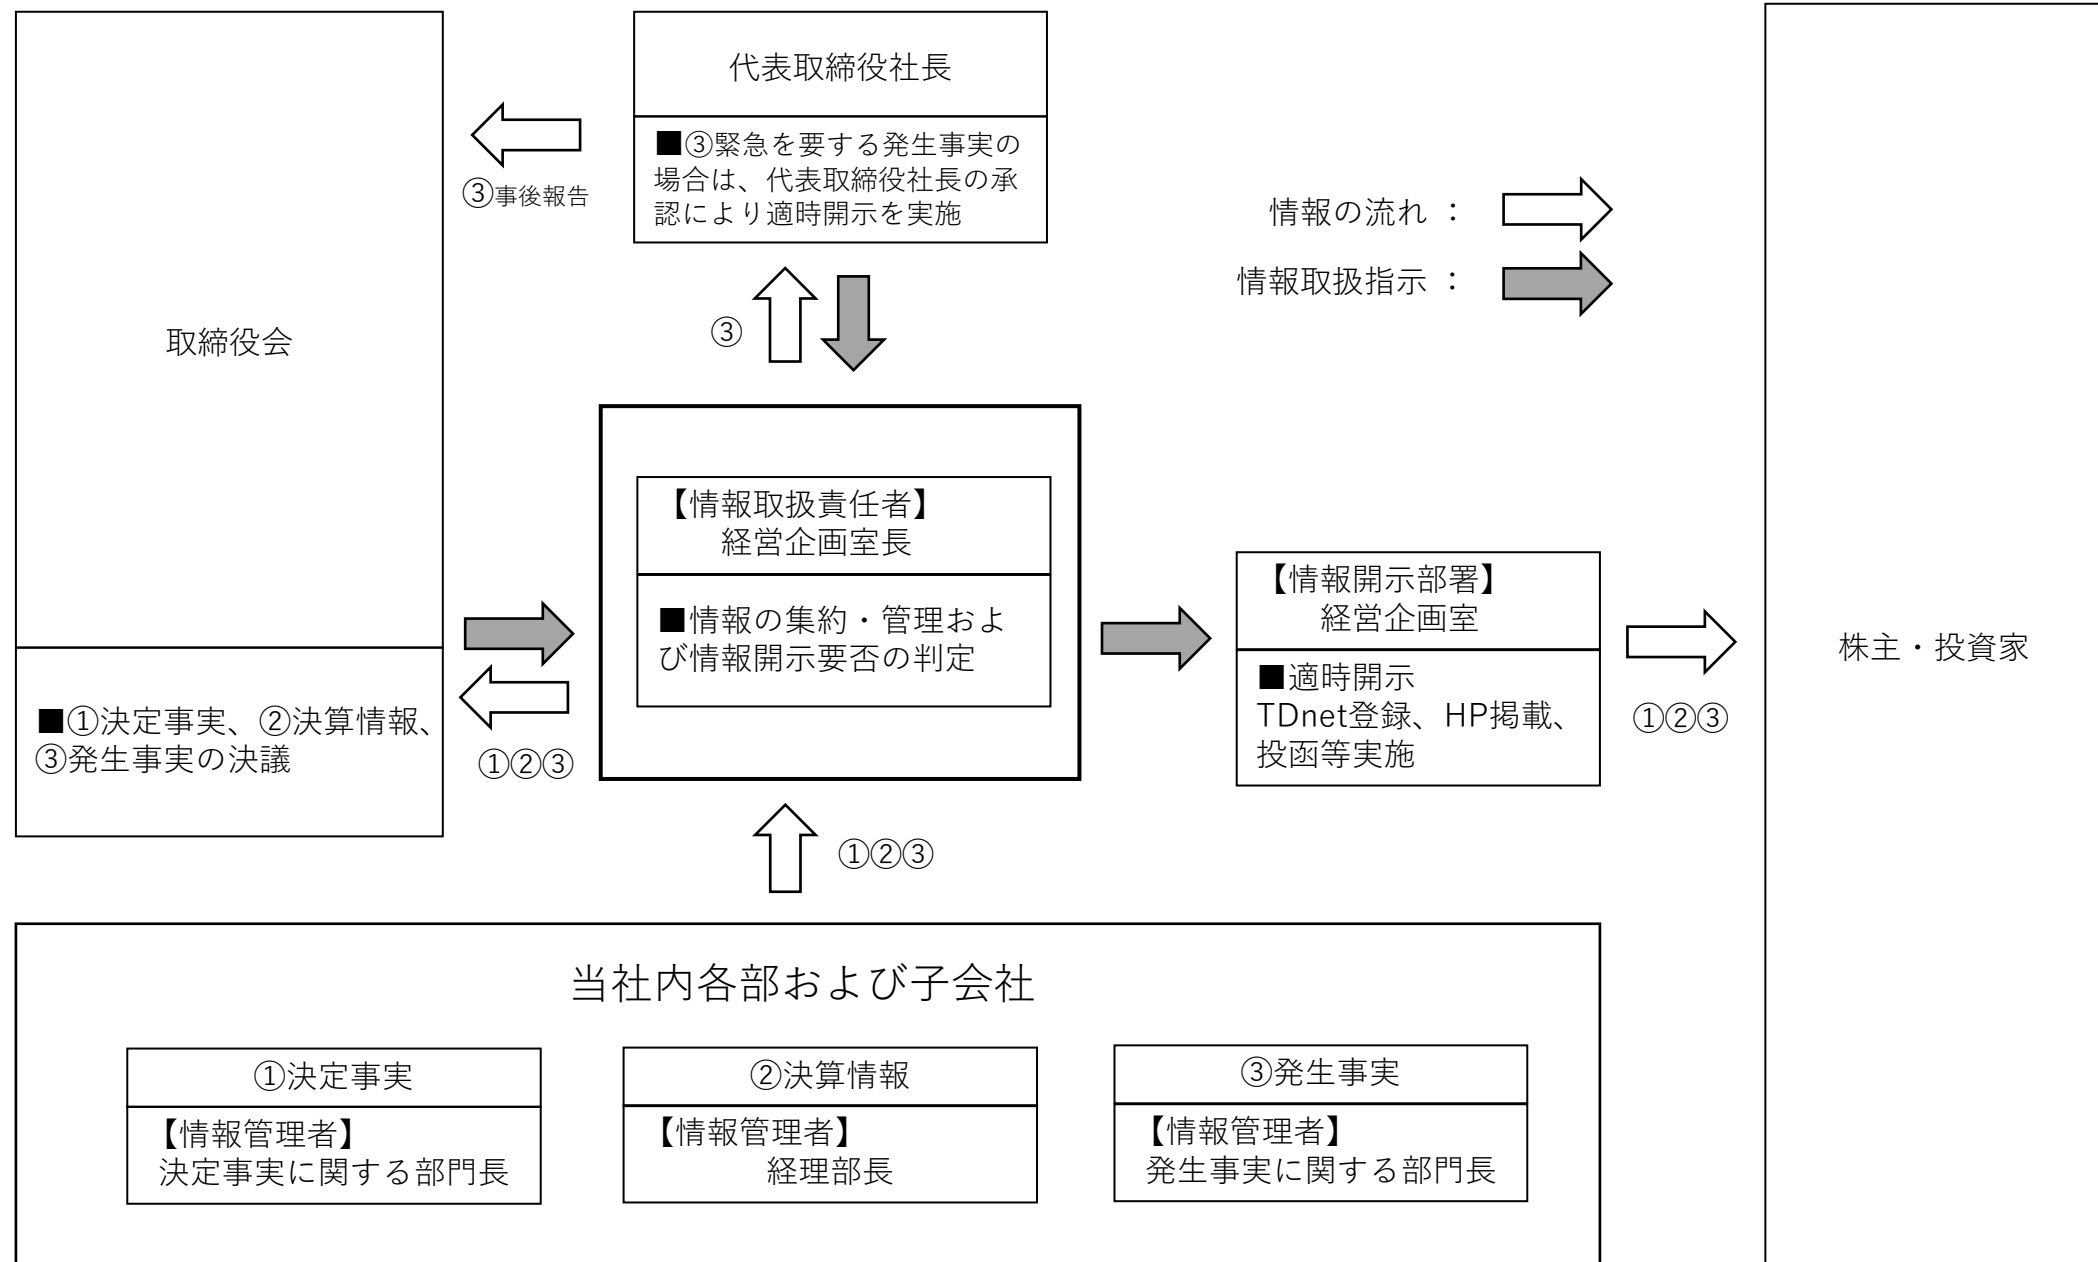 代表取締役社長
■③緊急を要する発生事実の
場合は、代表取締役社長の承
認により適時開示を実施
③事後報告
情報の流れ ：
情報取扱指示 ：
③
取締役会
■①決定事実、②決算情報、
③発生事実の決議
①②③
【情報取扱責任者】
経営企画室長
■情報の集約・管理およ
び情報開示要否の判定
【情報開示部署】
経営企画室
■適時開示
TDnet登録、HP掲載、
投函等実施
①②③
株主・投資家
①②③
当社内各部および子会社
①決定事実
【情報管理者】
決定事実に関する部門長
②決算情報
【情報管理者】
経理部長
③発生事実
【情報管理者】
発生事実に関する部門長